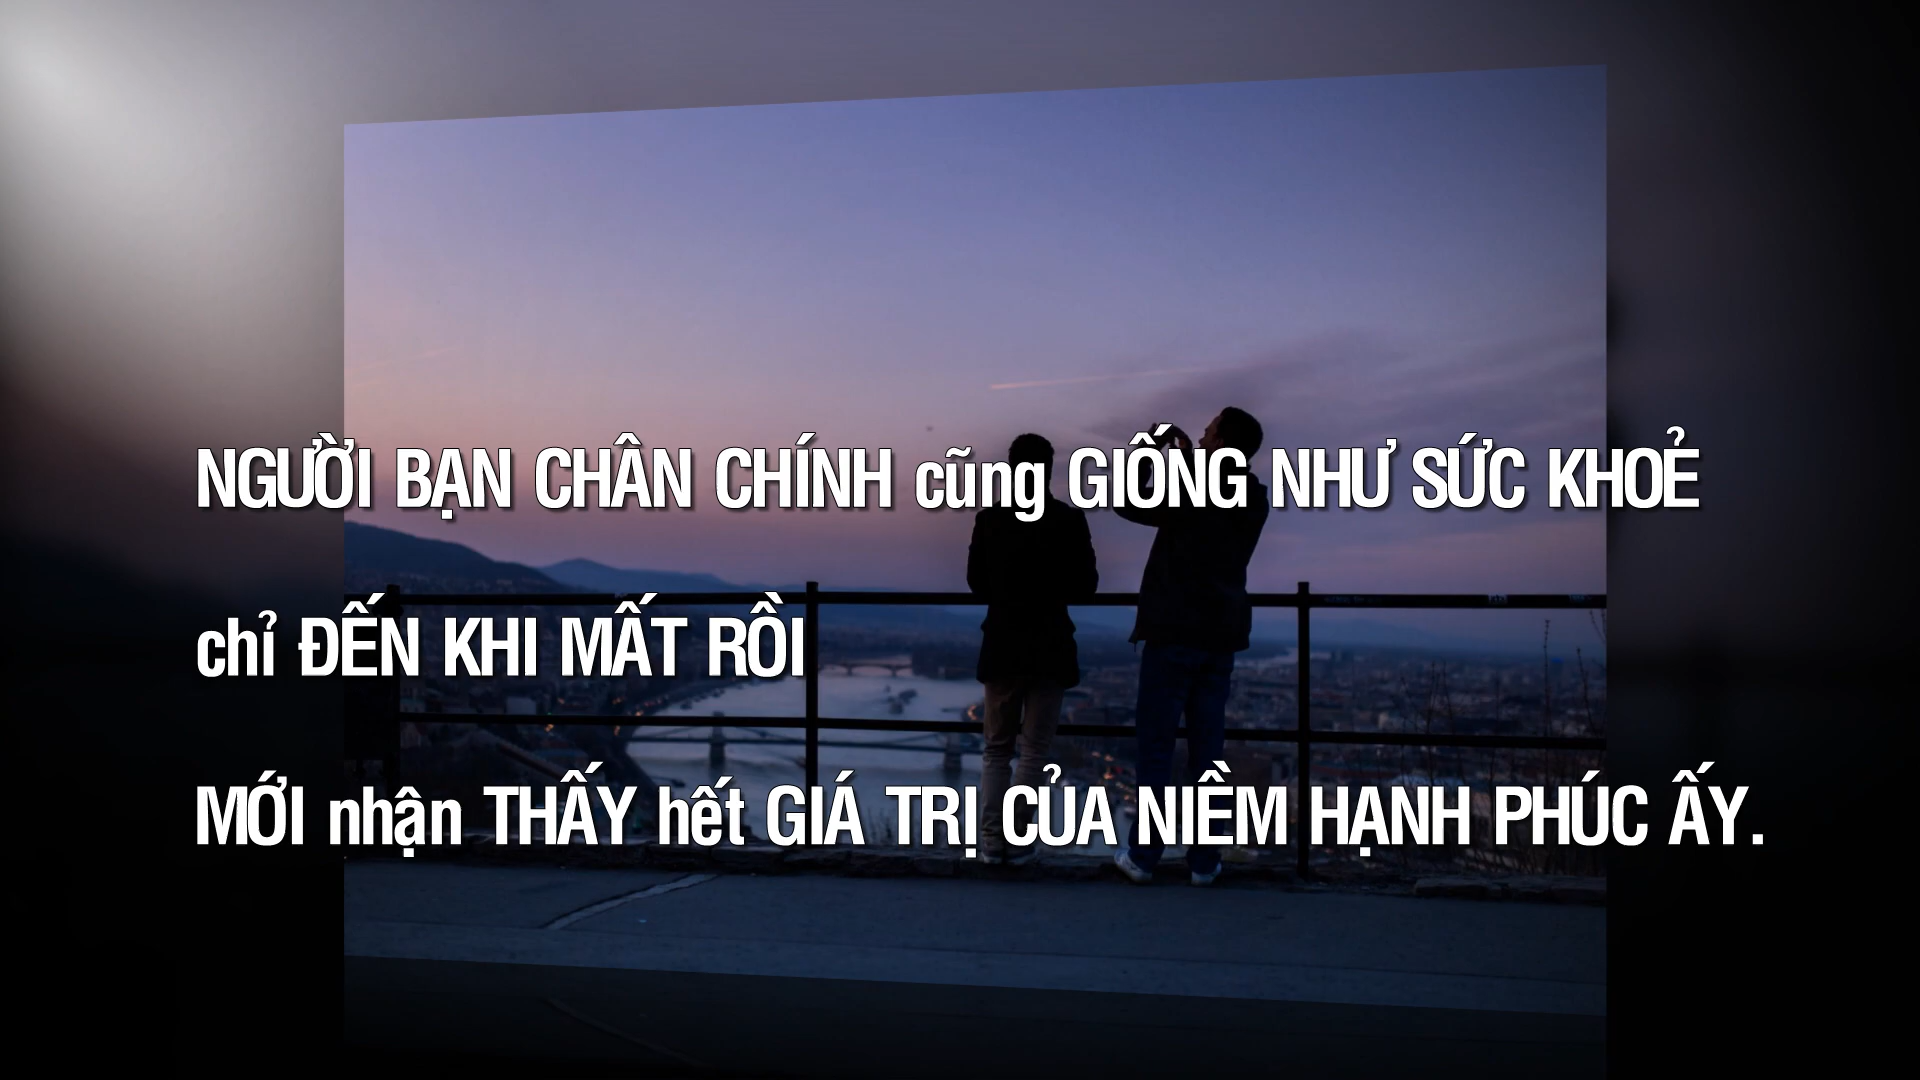 NGƯỜI BẠN CHÂN CHÍNH cũng GIỐNG NHƯ SỨC KHOẺ
chỉ ĐẾN KHI MẤT RỒI
MỚI nhận THẤY hết GIÁ TRỊ CỦA NIỀM HẠNH PHÚC ẤY.